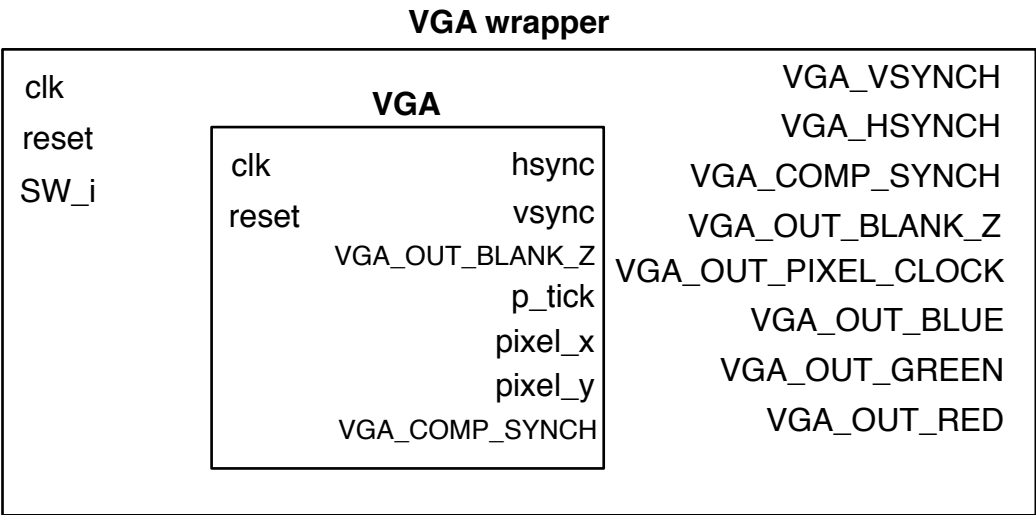 VGA wrapper
clk
reset
SW_i
VGA
clk
reset
hsync
vsync
VGA_OUT_BLANK_Z
p_tick
pixel_x
pixel_y
VGA_COMP_SYNCH
VGA_VSYNCH
VGA_HSYNCH
VGA_COMP_SYNCH
VGA_OUT_BLANK_Z
VGA_OUT_PIXEL_CLOCK
VGA_OUT_BLUE
VGA_OUT_GREEN
VGA_OUT_RED